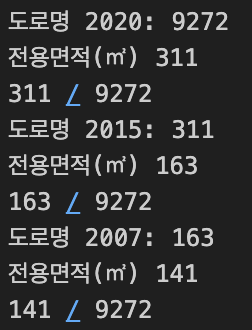 도로명 2020: 9272
전용면적(㎡) 311
311 / 9272
도로명 2015: 311
전용면적(㎡) 163
163 / 9272
도로명 2007: 163
전용면적(㎡) 141
141 / 9272